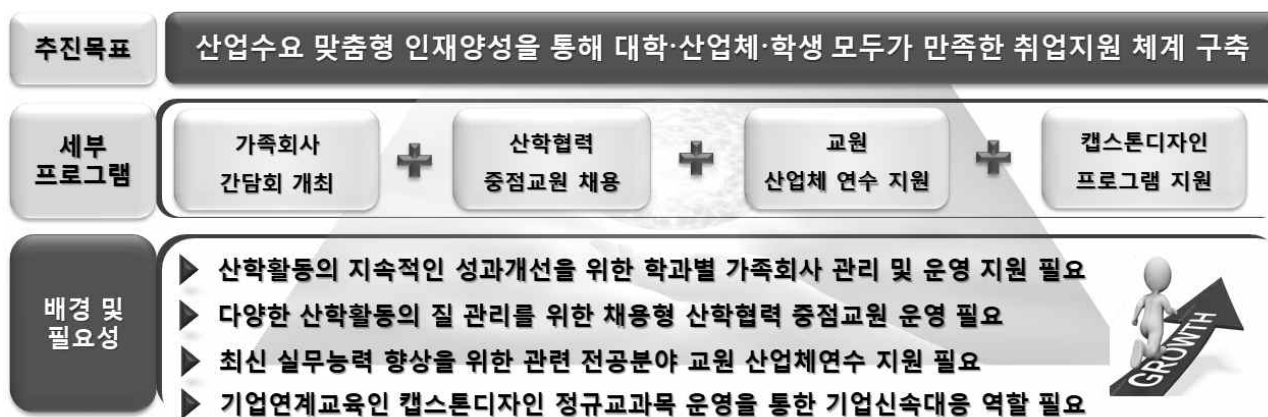 추진목표
산업수요 맞춤형 인재양성을 통해 대학·산업체·학생 모두가 만족한 취업지원 체계 구축
세부
프로그램
가족회사
간담회 개최
산학협력
중점교원 채용
교원
산업체 연수 지원
캡스톤디자인
프로그램 지원
배경 및
필요성
산학활동의 지속적인 성과개선을 위한 학과별 가족회사 관리 및 운영 지원 필요
다양한 산학활동의 질 관리를 위한 채용형 산학협력 중점교원 운영 필요
최신 실무능력 향상을 위한 관련 전공분야 교원 산업체연수 지원 필요
기업연계교육인 캡스톤디자인 정규교과목 운영을 통한 기업신속대응 역할 필요
GROWTH